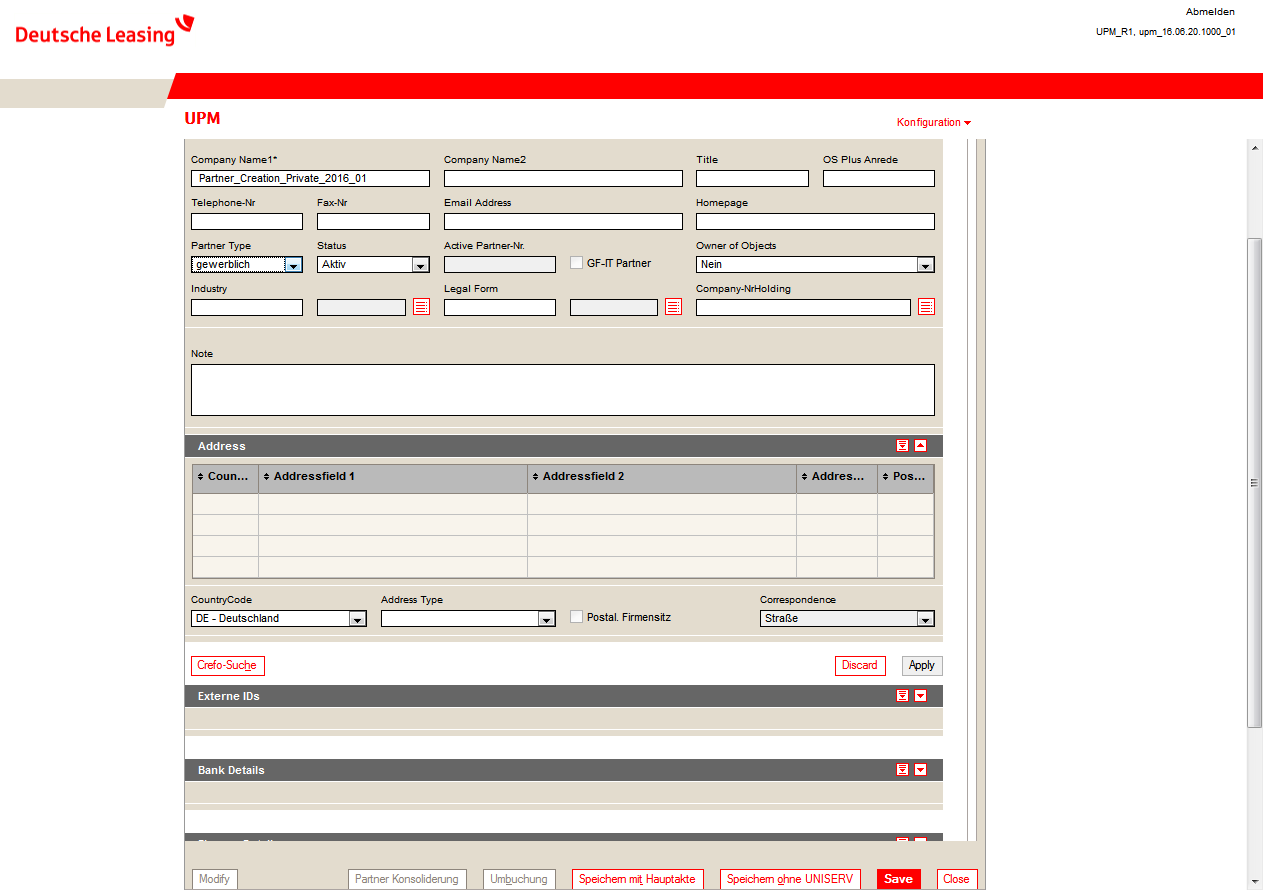 Deutsche Leasing
Abmelden
UPM_R1, upm_16.06.20.1000_01
UPM
Konfiguration
Company Name1* Company Name2 Title OS Plus Anrede
Partner_Creation_Private_2016_01
Telephone-Nr Fax-Nr Email Address Homepage
Partner Type Status Active Partner-Nr. Owner of Objects
gewerblich Aktiv GF-IT Partner Nein
Industry Legal Form Company-NrHolding
Note
Address
Coun... Addressfield 1 Addressfield 2 Addres... Pos...
CountryCode Address Type Correspondence
DE - Deutschland Postal. Firmensitz Straße
Crefo-Suche Discard Apply
Externe IDs
Bank Details
Modify Partner Konsolidierung Umbuchung Speichern mit Hauptakte Speichern ohne UNISERV Save Close